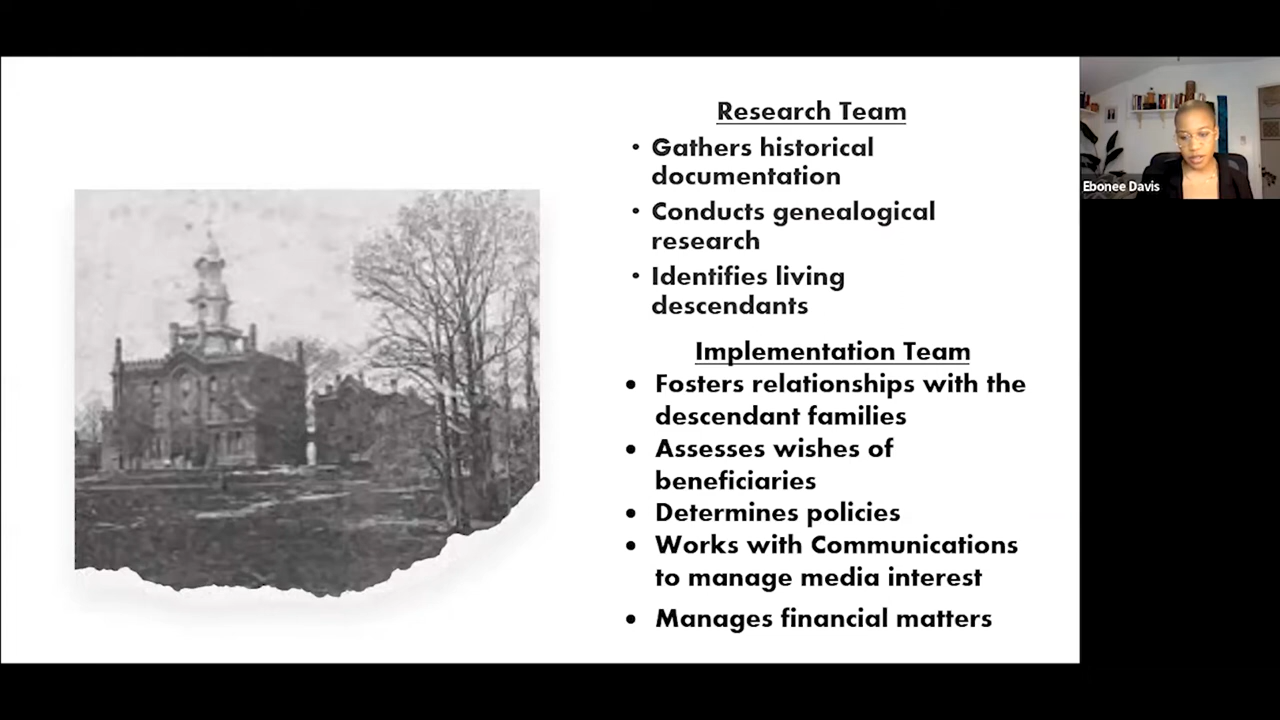 Research Team
• Gathers historical
documentation
• Conducts genealogical
research
• Identifies living
descendants
Implementation Team
• Fosters relationships with the
descendant families
• Assesses wishes of
beneficiaries
• Determines policies
• Works with Communications
to manage media interest
• Manages financial matters
Ebonee Davis